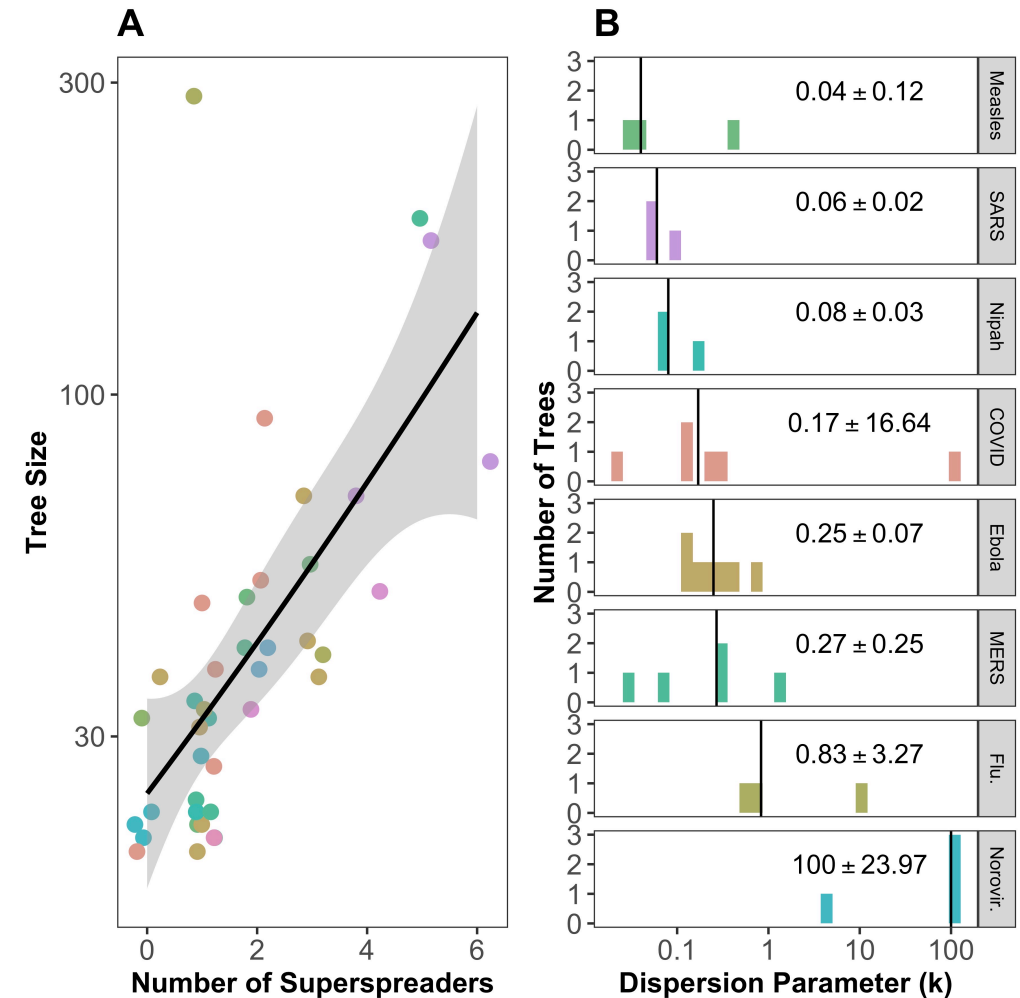 A
Tree Size
300
100
30
0 2 4 6
Number of Superspreaders
B
Number of Trees
3
2
1
0
0.04 ± 0.12
Measles
3
2
1
0
0.06 ± 0.02
SARS
3
2
1
0
0.08 ± 0.03
Nipah
3
2
1
0
0.17 ± 16.64
COVID
3
2
1
0
0.25 ± 0.07
Ebola
3
2
1
0
0.27 ± 0.25
MERS
3
2
1
0
0.83 ± 3.27
Flu.
3
2
1
0
100 ± 23.97
Norovir.
0.1 1 10 100
Dispersion Parameter (k)